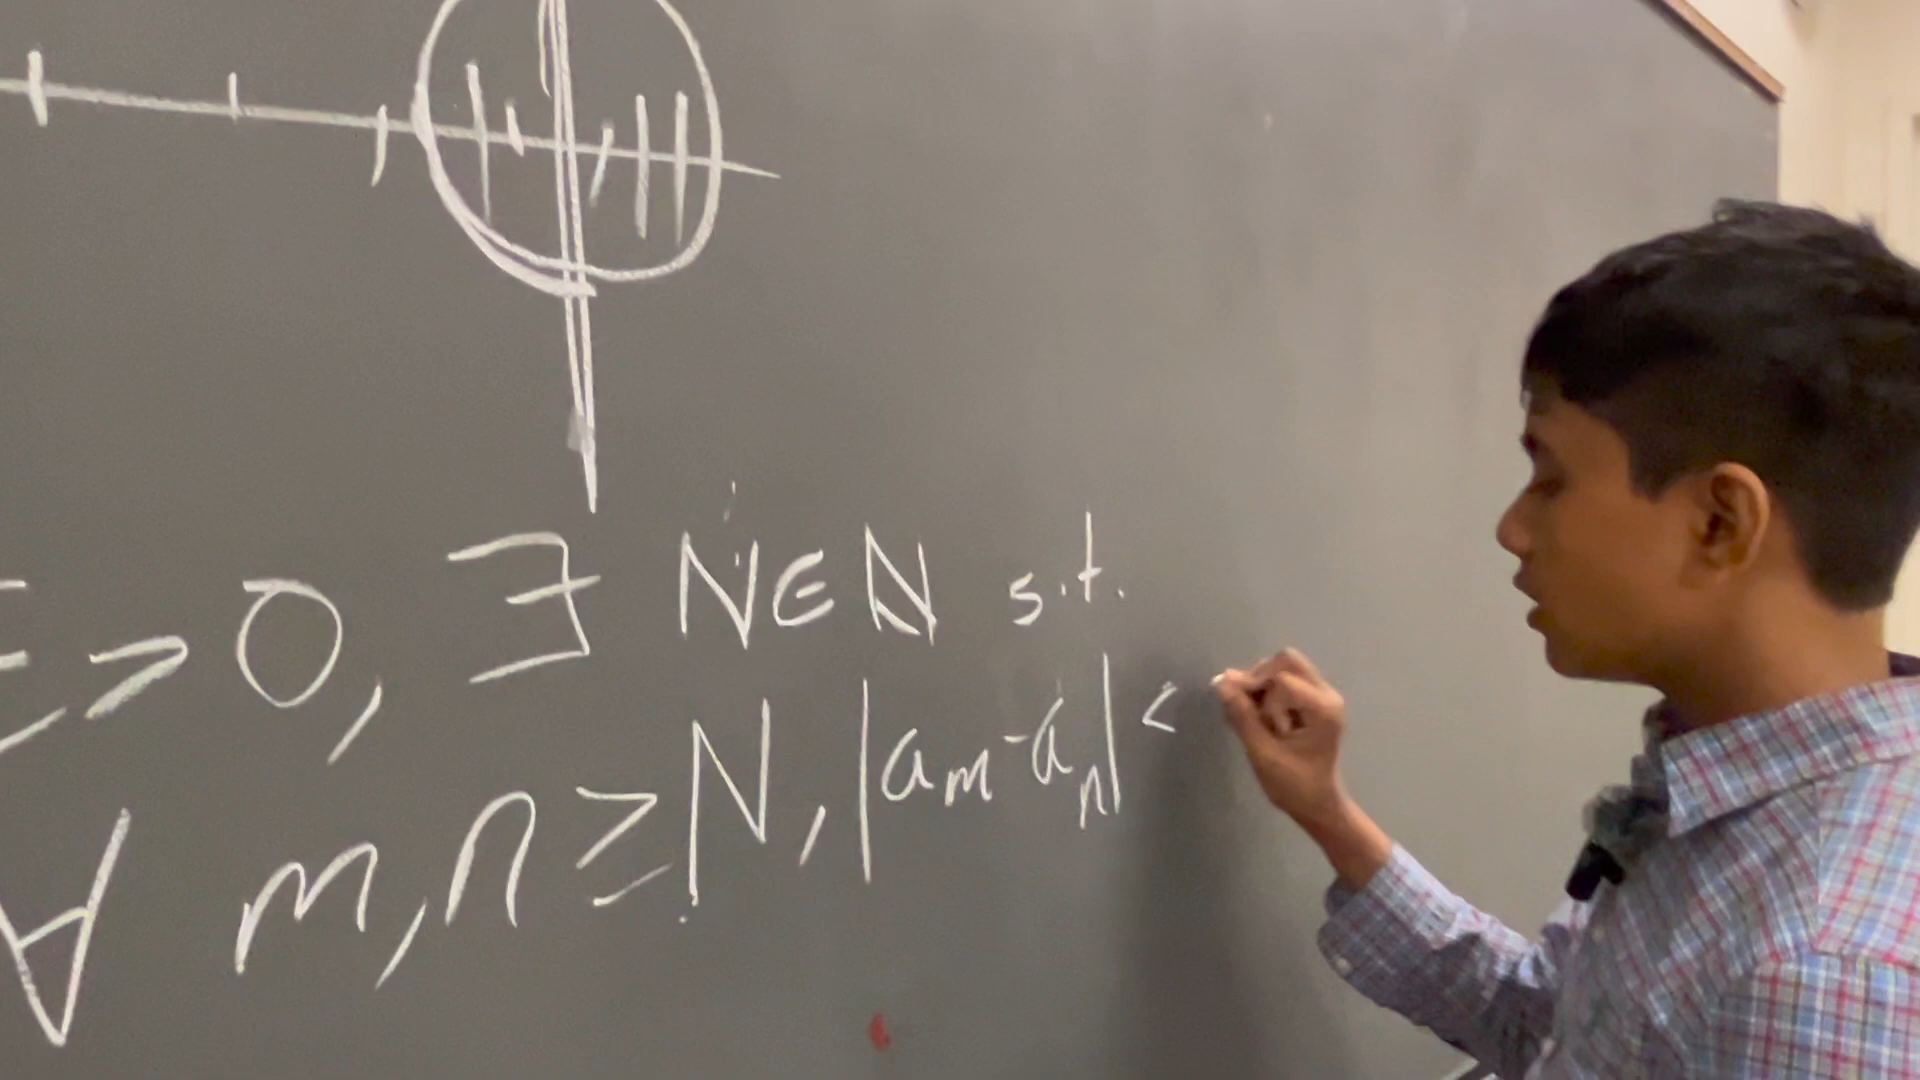 ε > 0, ∃ N ∈ ℕ s.t.
∀ m, n ≥ N, |aₘ - aₙ| <